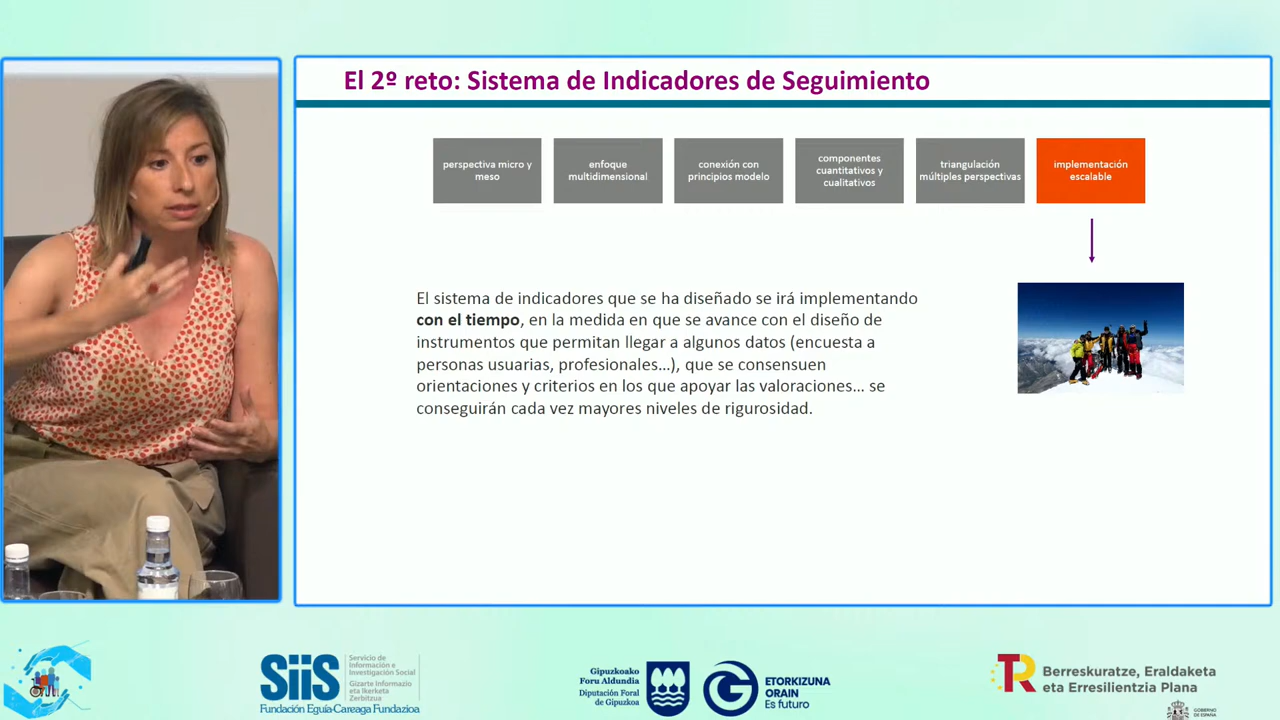 El 2º reto: Sistema de Indicadores de Seguimiento
perspectiva micro y
meso
enfoque
multidimensional
conexión con
principios modelo
componentes
cuantitativos y
cualitativos
triangulación
múltiples perspectivas
implementación
escalable
El sistema de indicadores que se ha diseñado se irá implementando
con el tiempo, en la medida en que se avance con el diseño de
instrumentos que permitan llegar a algunos datos (encuesta a
personas usuarias, profesionales...), que se consensuen
orientaciones y criterios en los que apoyar las valoraciones... se
conseguirán cada vez mayores niveles de rigurosidad.
SiiS
Servicio de
Información e
Investigación Social
Gizarte Informazio
eta Ikerketa
Zerbitzua
Fundación Eguía-Careaga Fundazioa
Gipuzkoako
Foru Aldundia
Diputación Foral
de Gipuzkoa
G
ETORKIZUNA
ORAIN
Es futuro
TR
Berreskuratze, Eraldaketa
eta Erresilientzia Plana
GOBIERNO
DE ESPAÑA